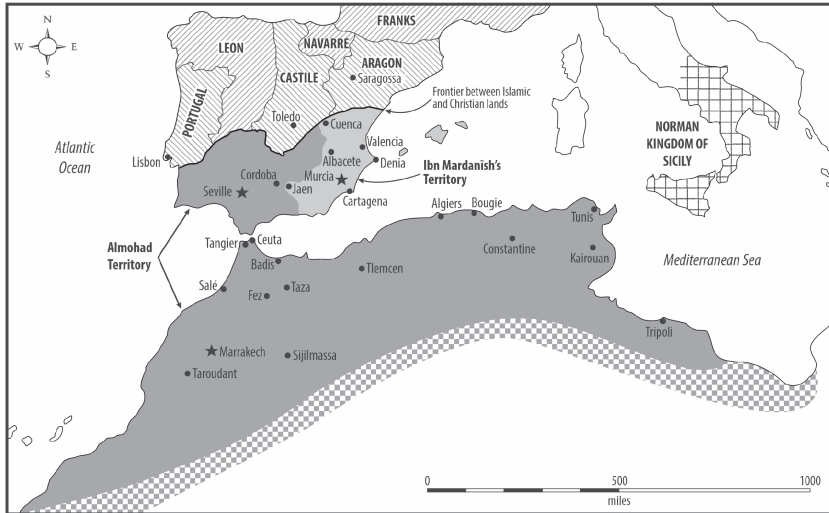 N
W E
S
FRANKS
LEON
NAVARRE
ARAGON
Saragossa
CASTILE
PORTUGAL
Toledo
Cuenca
Frontier between Islamic
and Christian lands
Atlantic
Ocean
Lisbon
Valencia
Albacete
Denia
Ibn Mardanish's
Territory
Cordoba
Murcia
Seville
Jaen
Cartagena
NORMAN
KINGDOM OF
SICILY
Almohad
Territory
Tangier
Ceuta
Badis
Algiers
Bougie
Tunis
Constantine
Kairouan
Mediterranean Sea
Salé
Fez
Taza
Tlemcen
Tripoli
Marrakech
Sijilmassa
Taroudant
0 500 1000
miles